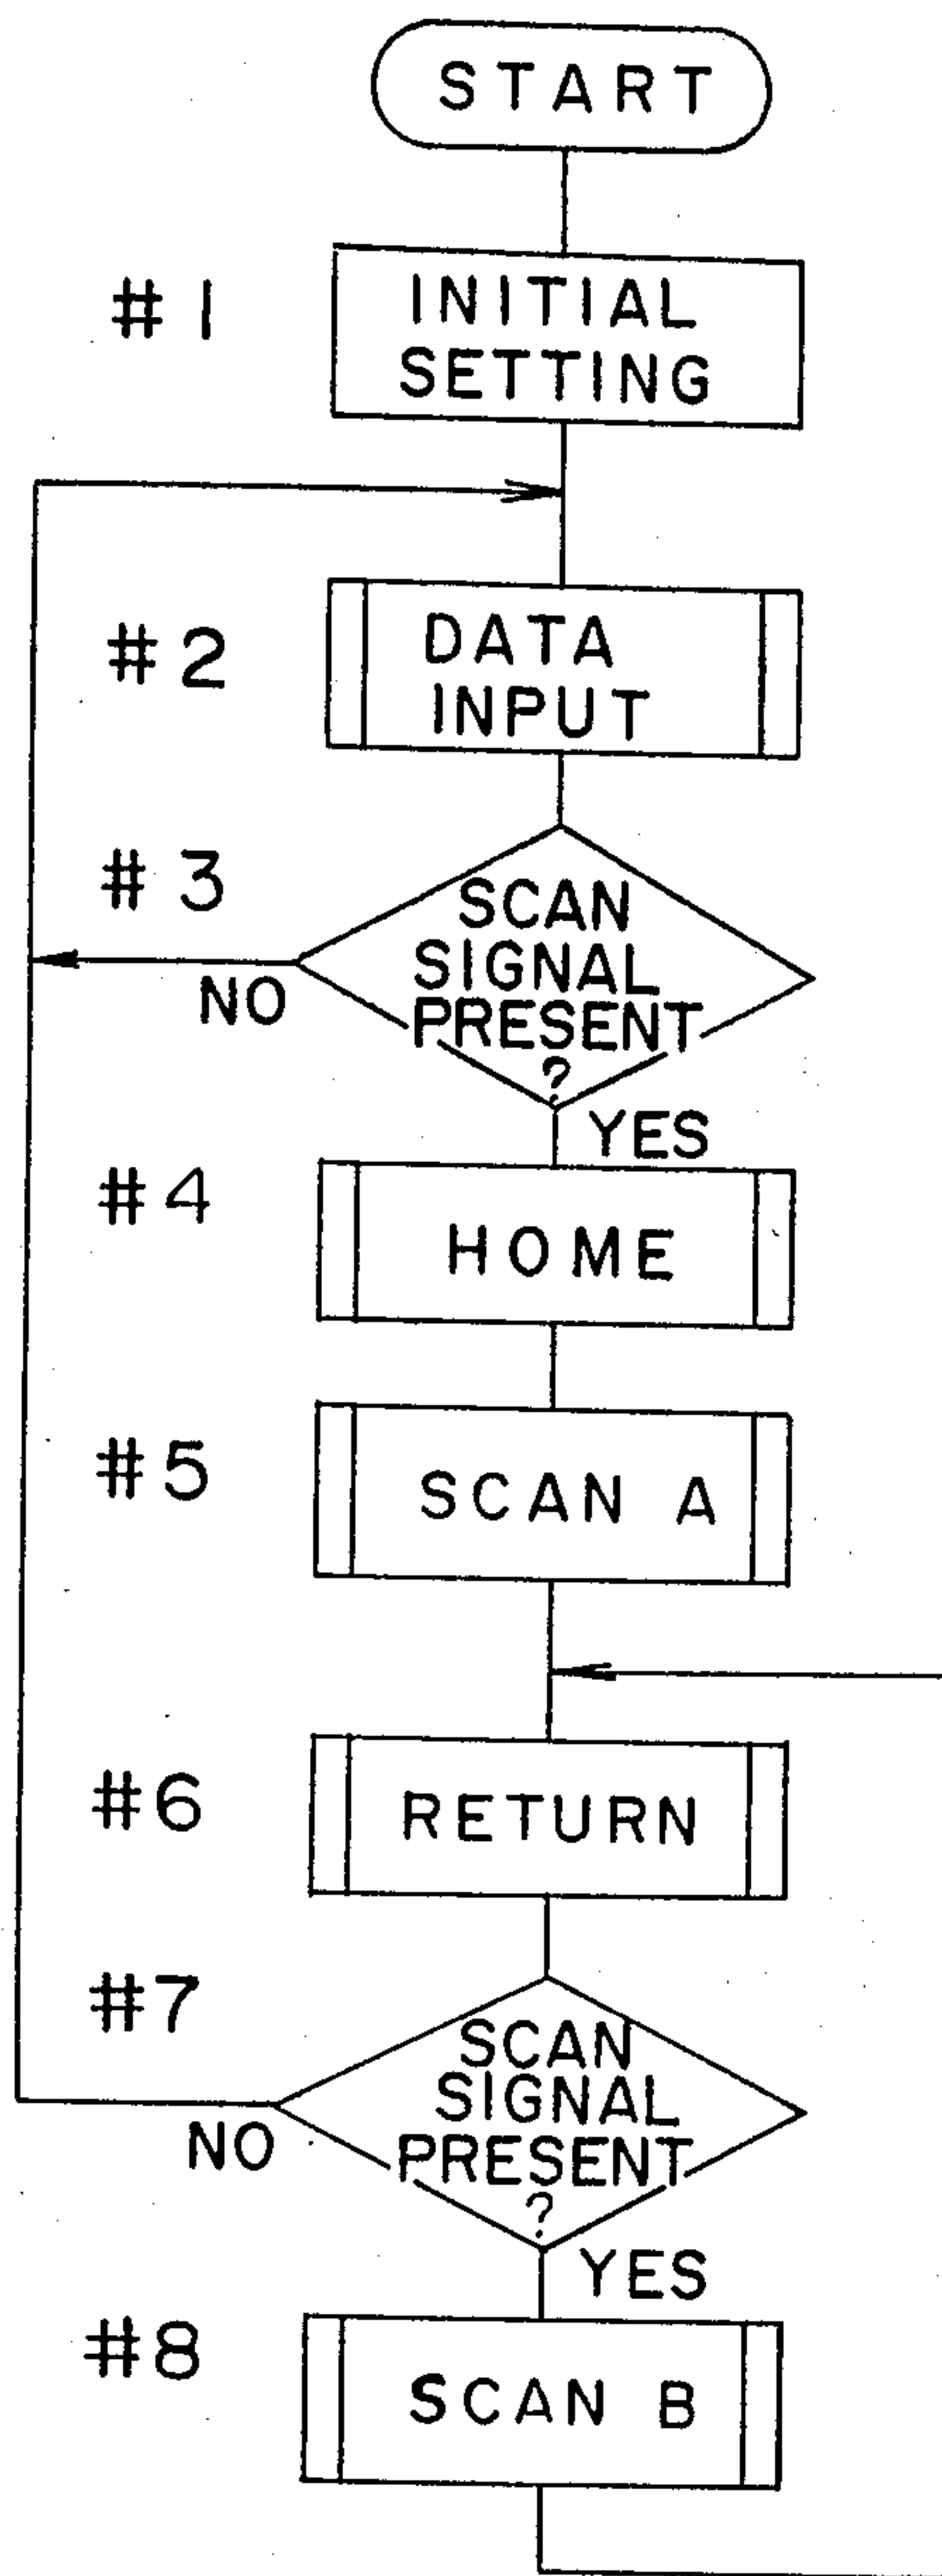 START
#1
INITIAL
SETTING
#2
DATA
INPUT
#3
SCAN
SIGNAL
PRESENT
?
NO
YES
#4
HOME
#5
SCAN A
#6
RETURN
#7
SCAN
SIGNAL
PRESENT
?
NO
YES
#8
SCAN B